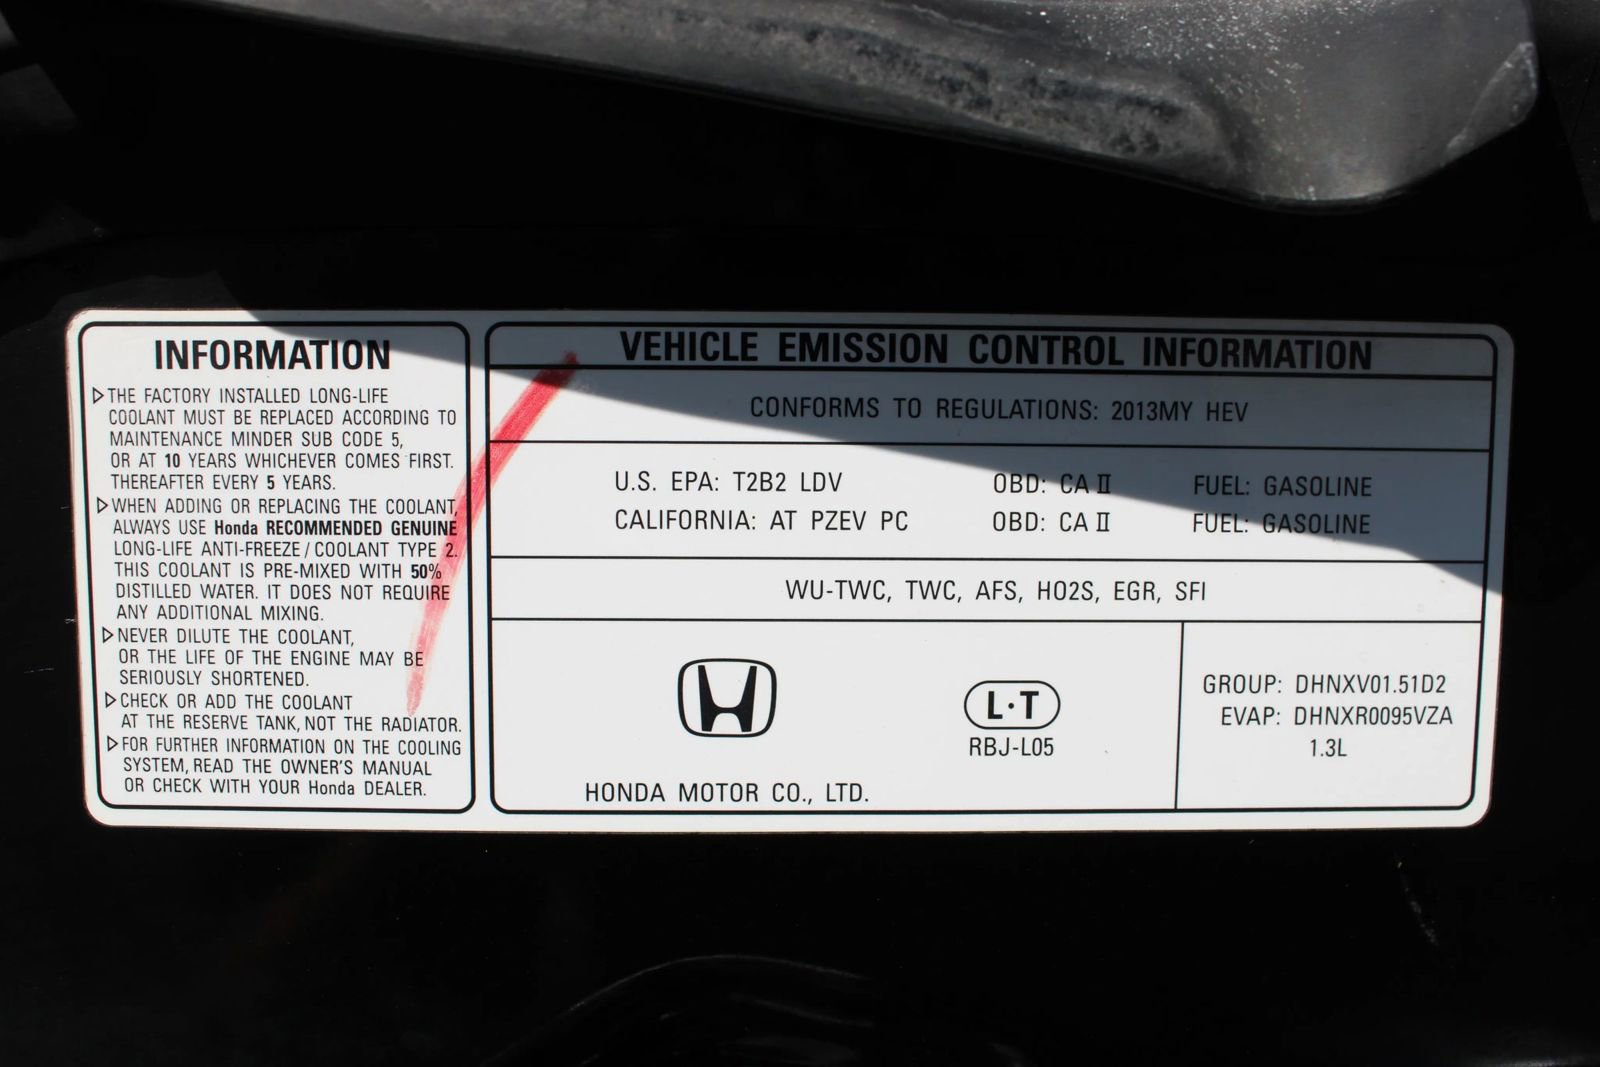 INFORMATION
▷THE FACTORY INSTALLED LONG-LIFE
COOLANT MUST BE REPLACED ACCORDING TO
MAINTENANCE MINDER SUB CODE 5,
OR AT 10 YEARS WHICHEVER COMES FIRST.
THEREAFTER EVERY 5 YEARS.
▷WHEN ADDING OR REPLACING THE COOLANT,
ALWAYS USE Honda RECOMMENDED GENUINE
LONG-LIFE ANTI-FREEZE/COOLANT TYPE 2.
THIS COOLANT IS PRE-MIXED WITH 50%
DISTILLED WATER. IT DOES NOT REQUIRE
ANY ADDITIONAL MIXING.
▷NEVER DILUTE THE COOLANT,
OR THE LIFE OF THE ENGINE MAY BE
SERIOUSLY SHORTENED.
▷CHECK OR ADD THE COOLANT
AT THE RESERVE TANK, NOT THE RADIATOR.
▷FOR FURTHER INFORMATION ON THE COOLING
SYSTEM, READ THE OWNER'S MANUAL
OR CHECK WITH YOUR Honda DEALER.
VEHICLE EMISSION CONTROL INFORMATION
CONFORMS TO REGULATIONS: 2013MY HEV
U.S. EPA: T2B2 LDV OBD: CA II FUEL: GASOLINE
CALIFORNIA: AT PZEV PC OBD: CA II FUEL: GASOLINE
WU-TWC, TWC, AFS, HO2S, EGR, SFI
HONDA MOTOR CO., LTD.
L·T
RBJ-L05
GROUP: DHNXV01.51D2
EVAP: DHNXR0095VZA
1.3L